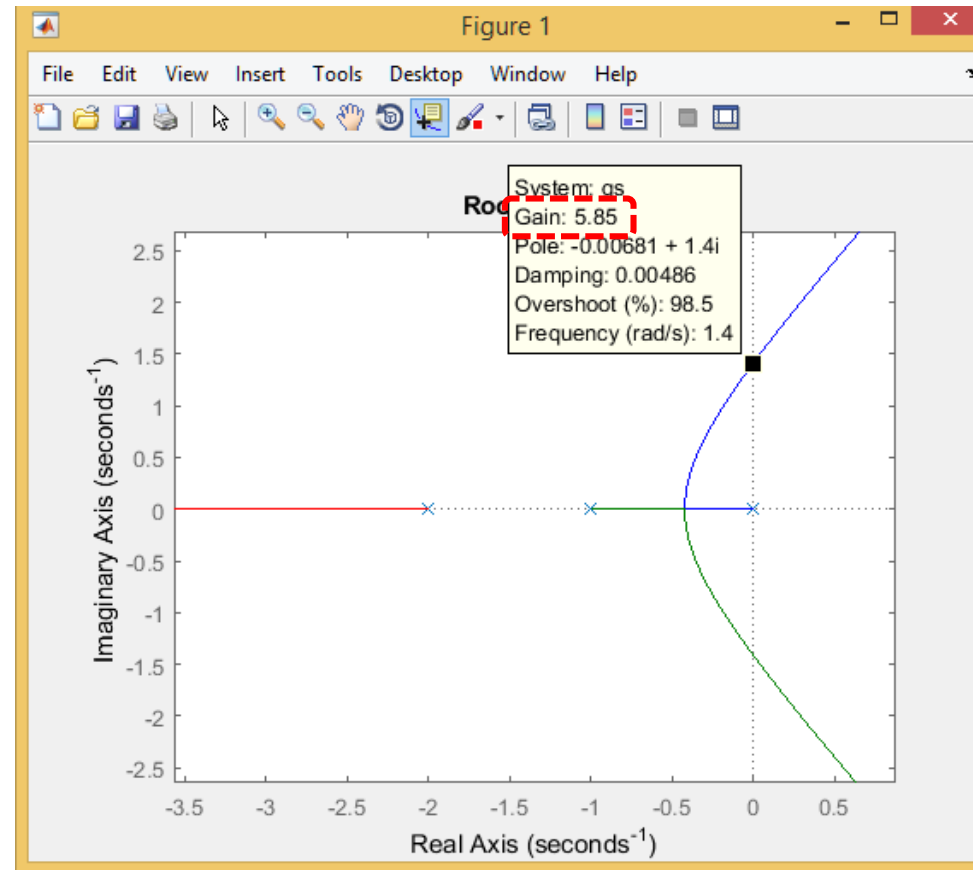 Figure 1
File Edit View Insert Tools Desktop Window Help
System: gs
Gain: 5.85
Pole: -0.00681 + 1.4i
Damping: 0.00486
Overshoot (%): 98.5
Frequency (rad/s): 1.4
2.5
2
1.5
1
0.5
0
-0.5
-1
-1.5
-2
-2.5
Imaginary Axis (seconds⁻¹)
-3.5 -3 -2.5 -2 -1.5 -1 -0.5 0 0.5
Real Axis (seconds⁻¹)